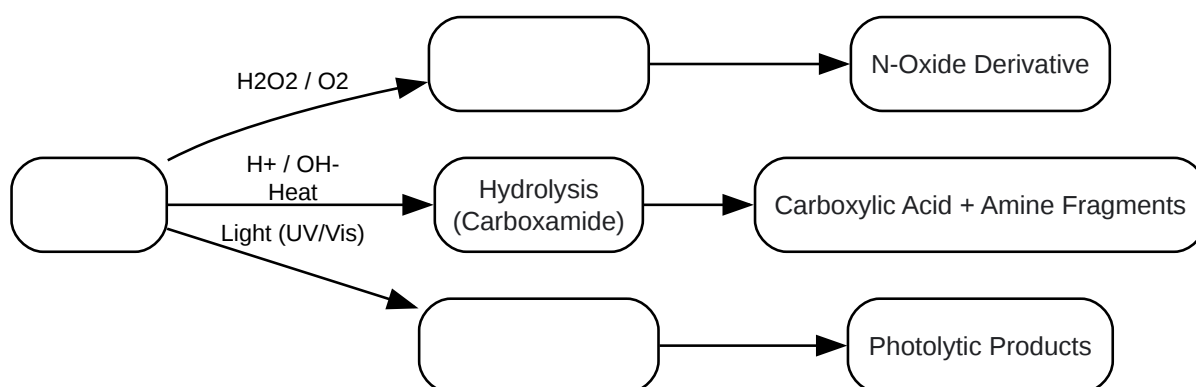 H2O2 / O2
N-Oxide Derivative
H+ / OH-
Heat
Hydrolysis
(Carboxamide)
Carboxylic Acid + Amine Fragments
Light (UV/Vis)
Photolytic Products